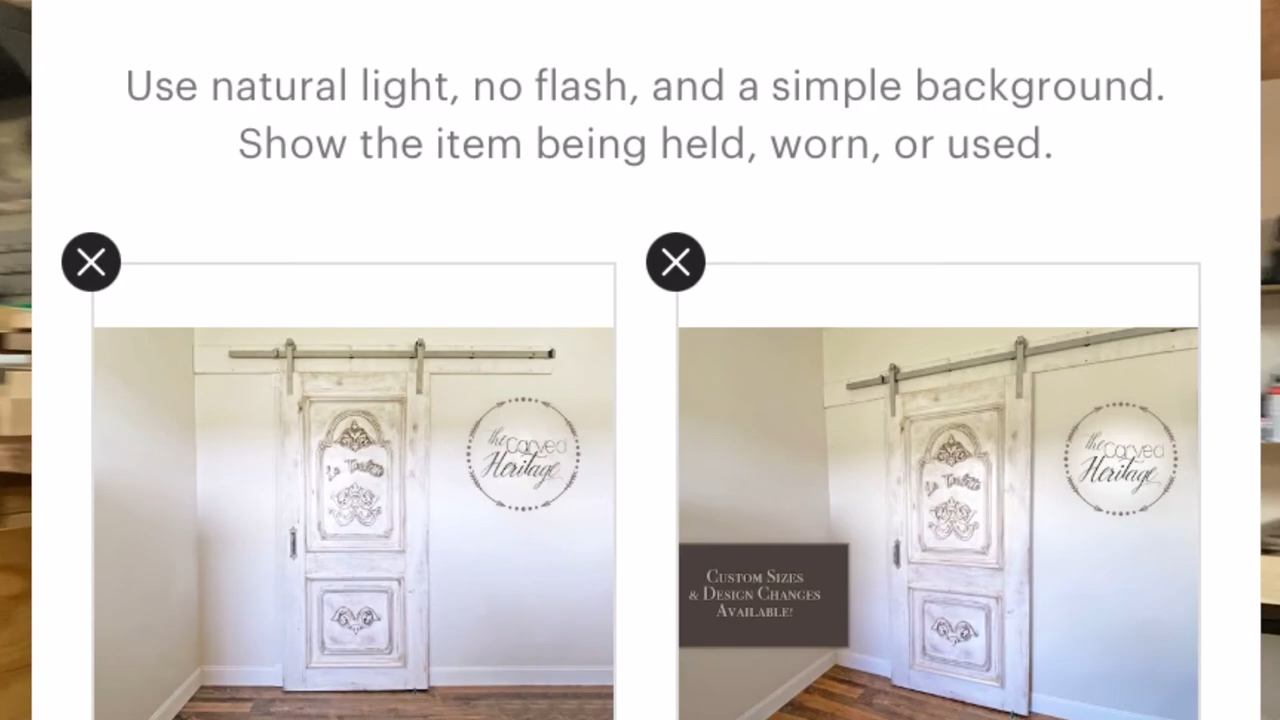 Use natural light, no flash, and a simple background.
Show the item being held, worn, or used.
the Carved
Heritage
the Carved
Heritage
Custom Sizes
& Design Changes
Available!